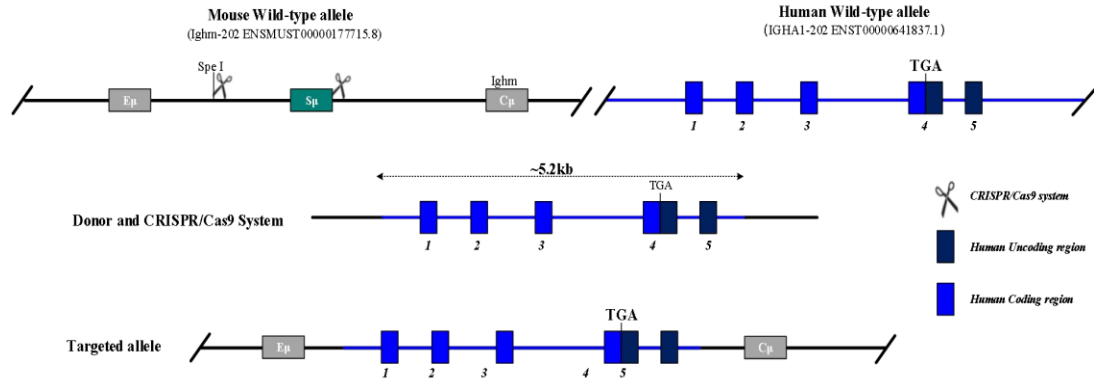 Mouse Wild-type allele
(Ighm-202 ENSMUST00000177715.8)
Human Wild-type allele
(IGHA1-202 ENST00000641837.1)
Spe I
Ighm
TGA
Eμ
Sμ
Cμ
1 2 3 4 5
~5.2kb
TGA
Donor and CRISPR/Cas9 System
1 2 3 4 5
CRISPR/Cas9 system
Human Uncoding region
Human Coding region
TGA
Targeted allele
Eμ
Cμ
1 2 3 4 5